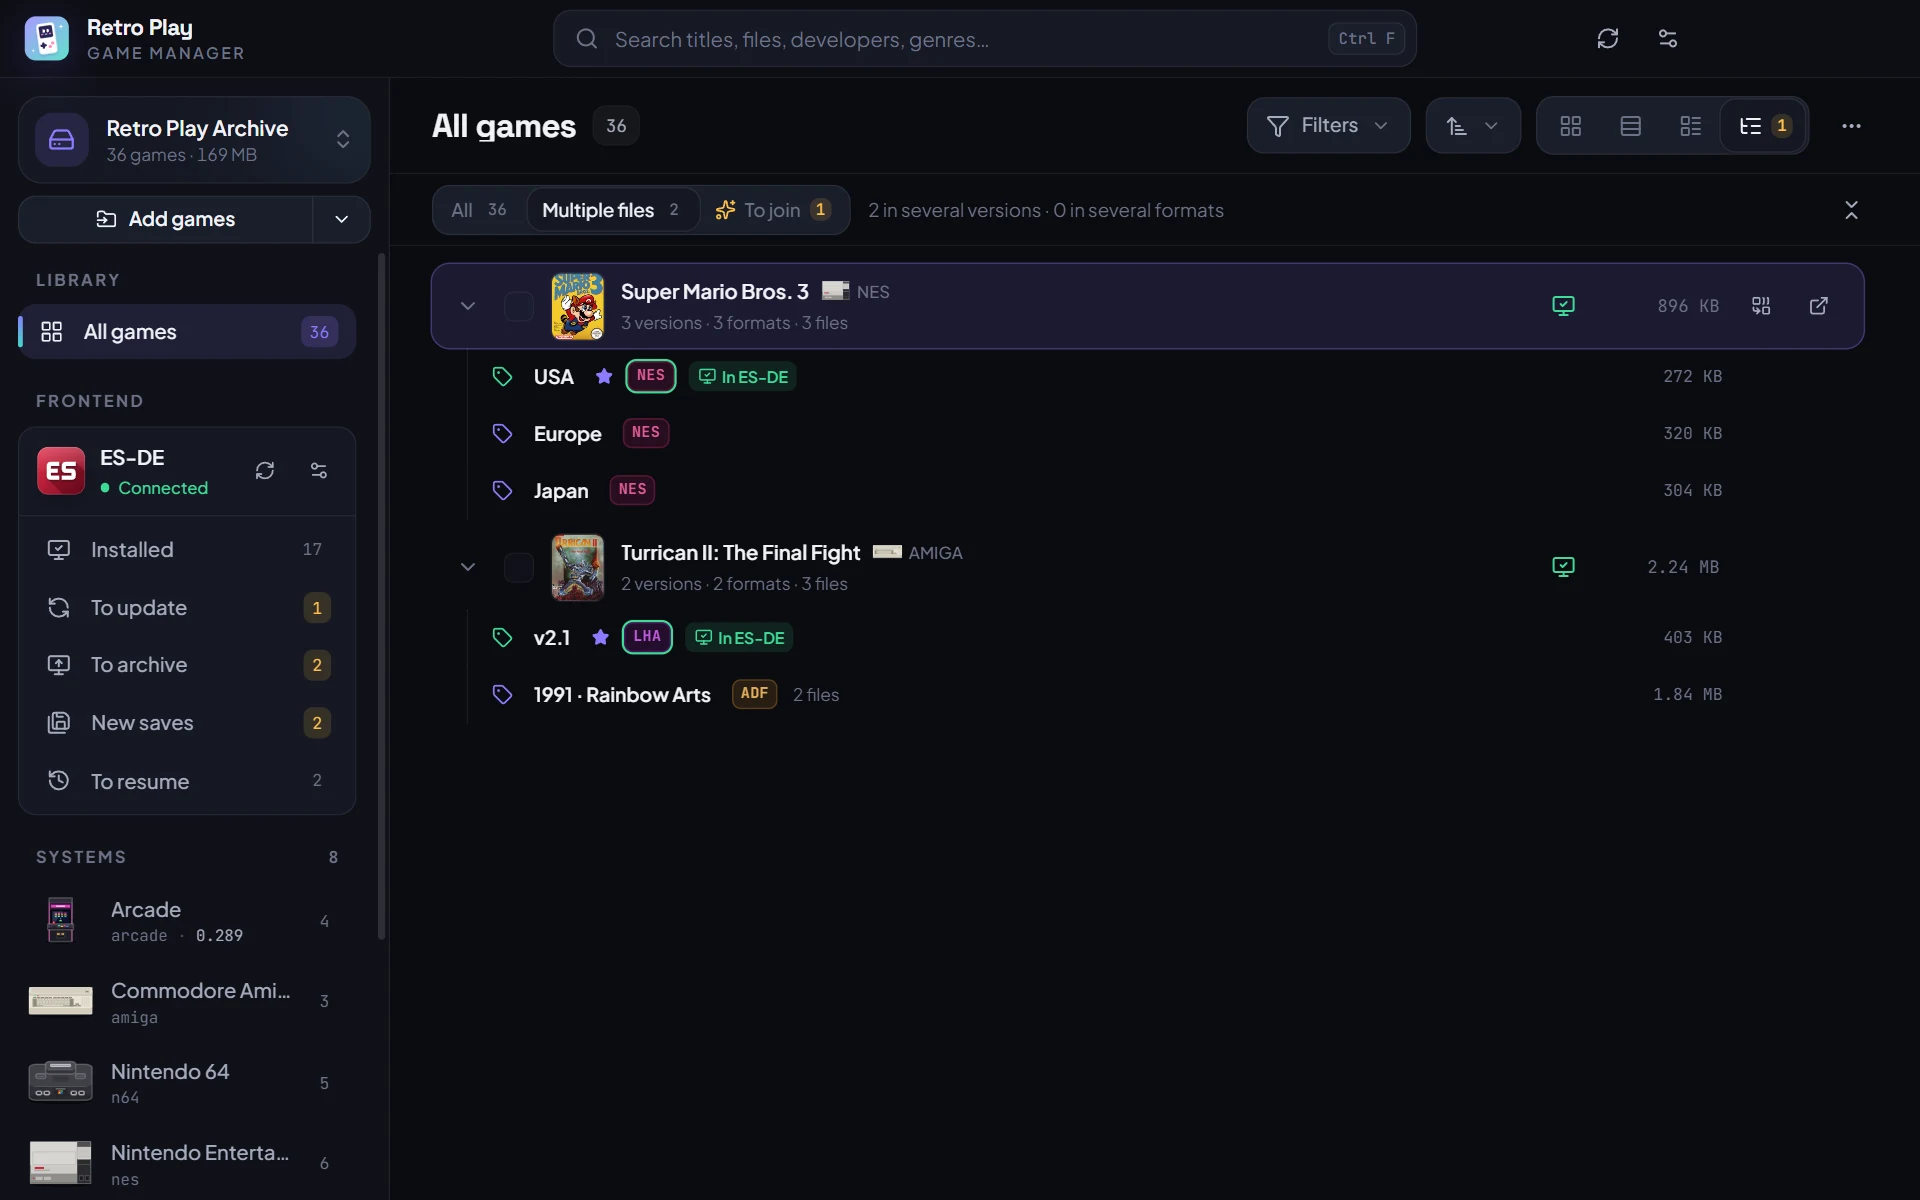 Retro Play
GAME MANAGER
Search titles, files, developers, genres...
Ctrl F
Retro Play Archive
36 games · 169 MB
Add games
LIBRARY
All games
36
FRONTEND
ES
ES-DE
Connected
Installed
17
To update
1
To archive
2
New saves
2
To resume
2
SYSTEMS
8
Arcade
arcade · 0.289
4
Commodore Ami...
amiga
3
Nintendo 64
n64
5
Nintendo Enterta...
nes
6
All games
36
Filters
1
All 36
Multiple files 2
To join 1
2 in several versions · 0 in several formats
SUPER
MARIO
3
Super Mario Bros. 3
NES
3 versions · 3 formats · 3 files
896 KB
USA
NES
In ES-DE
272 KB
Europe
NES
320 KB
Japan
NES
304 KB
Turrican II: The Final Fight
AMIGA
2 versions · 2 formats · 3 files
2.24 MB
v2.1
LHA
In ES-DE
403 KB
1991 · Rainbow Arts
ADF
2 files
1.84 MB